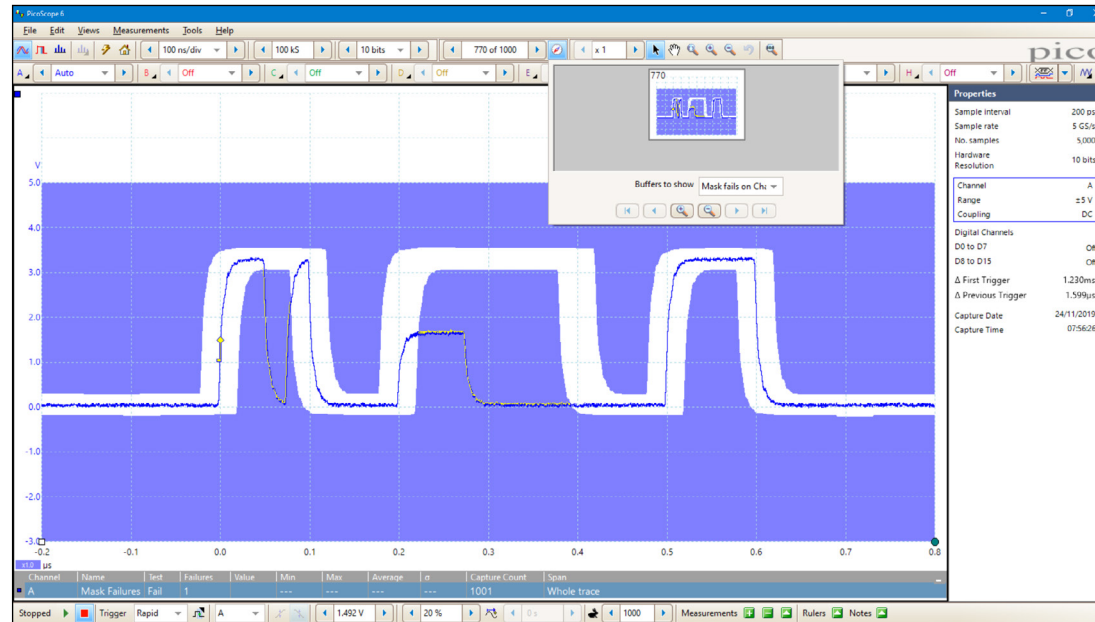 PicoScope 6
File Edit Views Measurements Tools Help
100 ns/div 100 kS 10 bits 770 of 1000 x 1
pico
A Auto B Off C Off D Off E H Off
770
Buffers to show Mask fails on Cha
Properties
Sample interval 200 ps
Sample rate 5 GS/s
No. samples 5,000
Hardware
Resolution 10 bits
Channel A
Range ±5 V
Coupling DC
Digital Channels
D0 to D7 Off
D8 to D15 Off
Δ First Trigger 1.230ms
Δ Previous Trigger 1.599µs
Capture Date 24/11/2019
Capture Time 07:56:26
V
5.0
4.0
3.0
2.0
1.0
0.0
-1.0
-2.0
-3.0
-0.2 -0.1 0.0 0.1 0.2 0.3 0.4 0.5 0.6 0.7 0.8
x1.0 µs
Channel Name Test Failures Value Min Max Average σ Capture Count Span
A Mask Failures Fail 1 --- --- --- --- 1001 Whole trace
Stopped Trigger Rapid A 1.492 V 20 % 0 s 1000 Measurements Rulers Notes